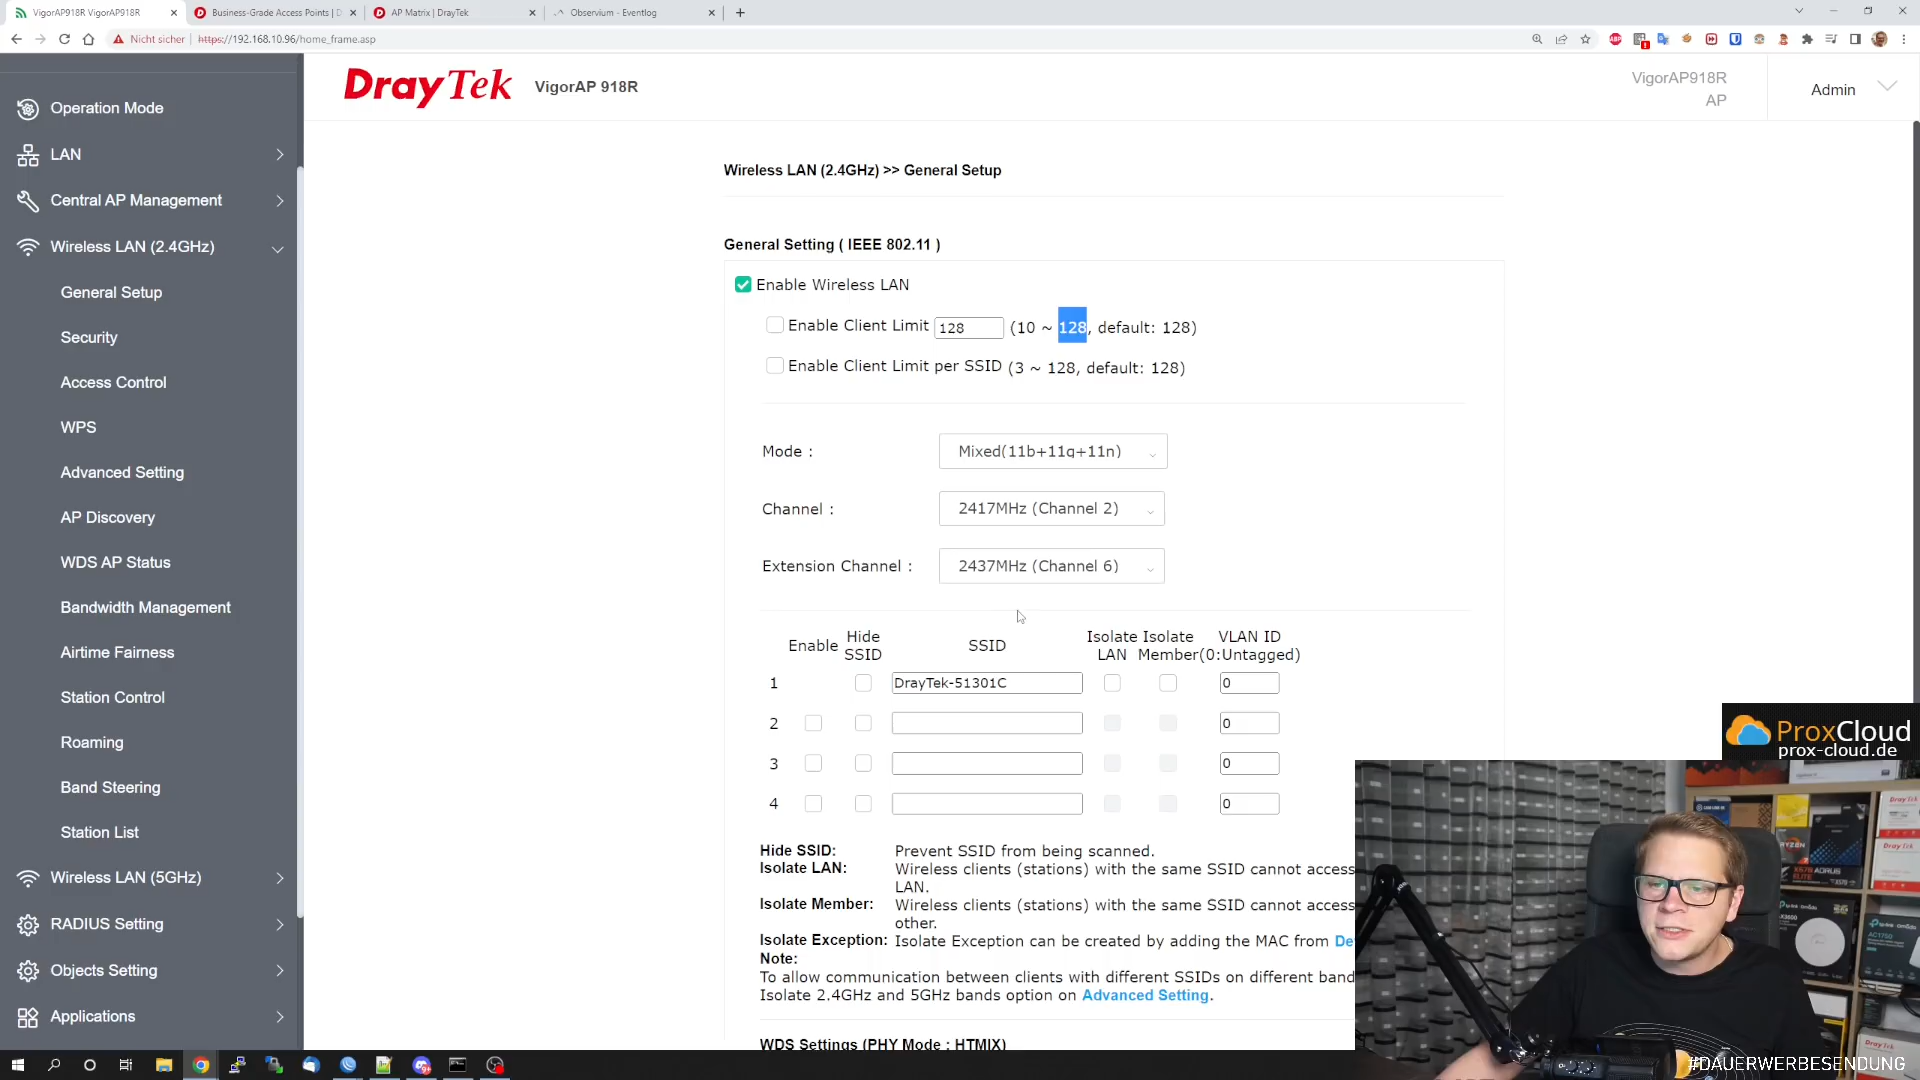 VigorAP918R VigorAP918R
Business-Grade Access Points | D
AP Matrix | DrayTek
Observium - Eventlog
Nicht sicher
https://192.168.10.96/home_frame.asp
DrayTek
VigorAP 918R
VigorAP918R
AP
Admin
Operation Mode
LAN
Central AP Management
Wireless LAN (2.4GHz)
General Setup
Security
Access Control
WPS
Advanced Setting
AP Discovery
WDS AP Status
Bandwidth Management
Airtime Fairness
Station Control
Roaming
Band Steering
Station List
Wireless LAN (5GHz)
RADIUS Setting
Objects Setting
Applications
Wireless LAN (2.4GHz) >> General Setup
General Setting ( IEEE 802.11 )
Enable Wireless LAN
Enable Client Limit 128 (10 ~ 128, default: 128)
Enable Client Limit per SSID (3 ~ 128, default: 128)
Mode : Mixed(11b+11g+11n)
Channel : 2417MHz (Channel 2)
Extension Channel : 2437MHz (Channel 6)
Enable Hide SSID SSID Isolate LAN Isolate Member VLAN ID (0:Untagged)
1 DrayTek-51301C 0
2 0
3 0
4 0
Hide SSID: Prevent SSID from being scanned.
Isolate LAN: Wireless clients (stations) with the same SSID cannot access
LAN.
Isolate Member: Wireless clients (stations) with the same SSID cannot access
other.
Isolate Exception: Isolate Exception can be created by adding the MAC from De
Note:
To allow communication between clients with different SSIDs on different band
Isolate 2.4GHz and 5GHz bands option on Advanced Setting.
WDS Settings (PHY Mode : HTMIX)
ProxCloud
prox-cloud.de
#DAUERWERBESENDUNG